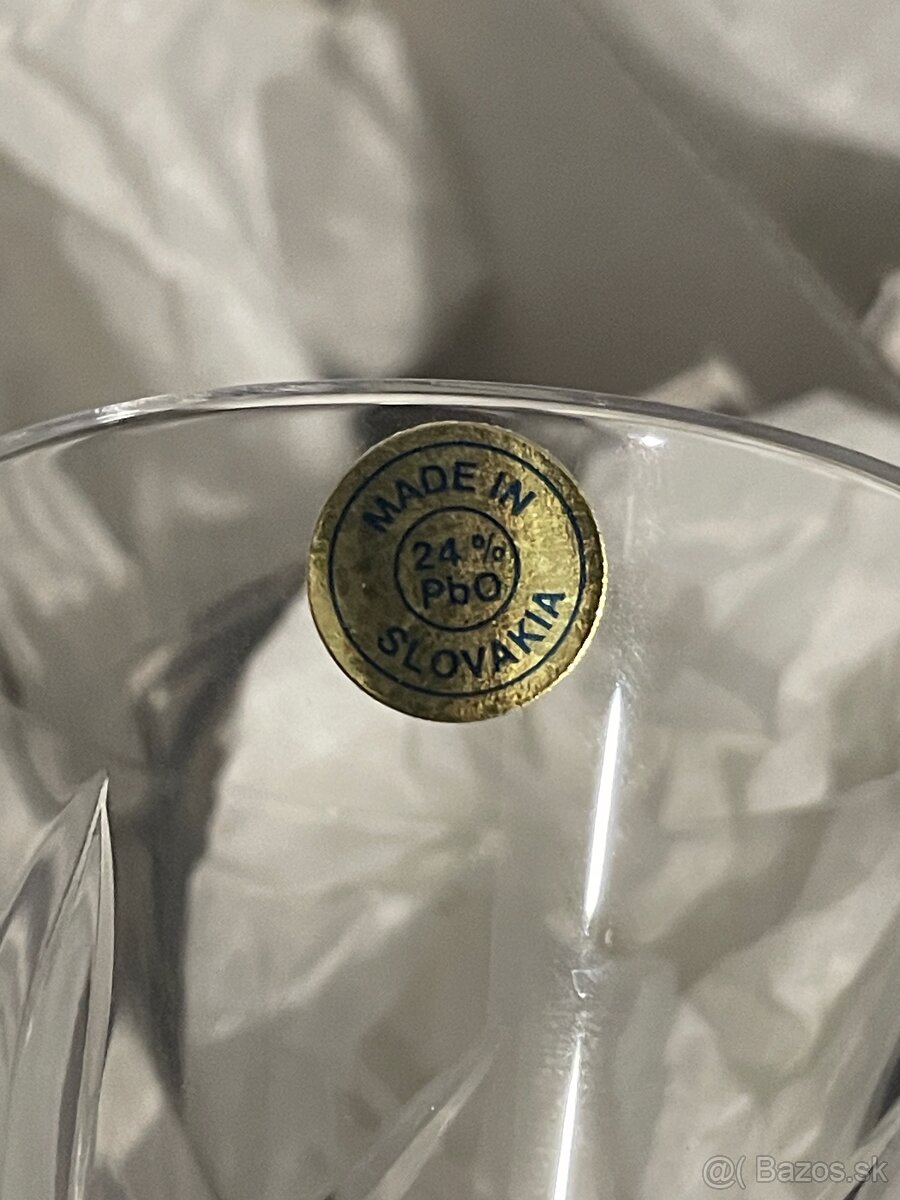 MADE IN
24 %
PbO
SLOVAKIA
@( Bazos.sk